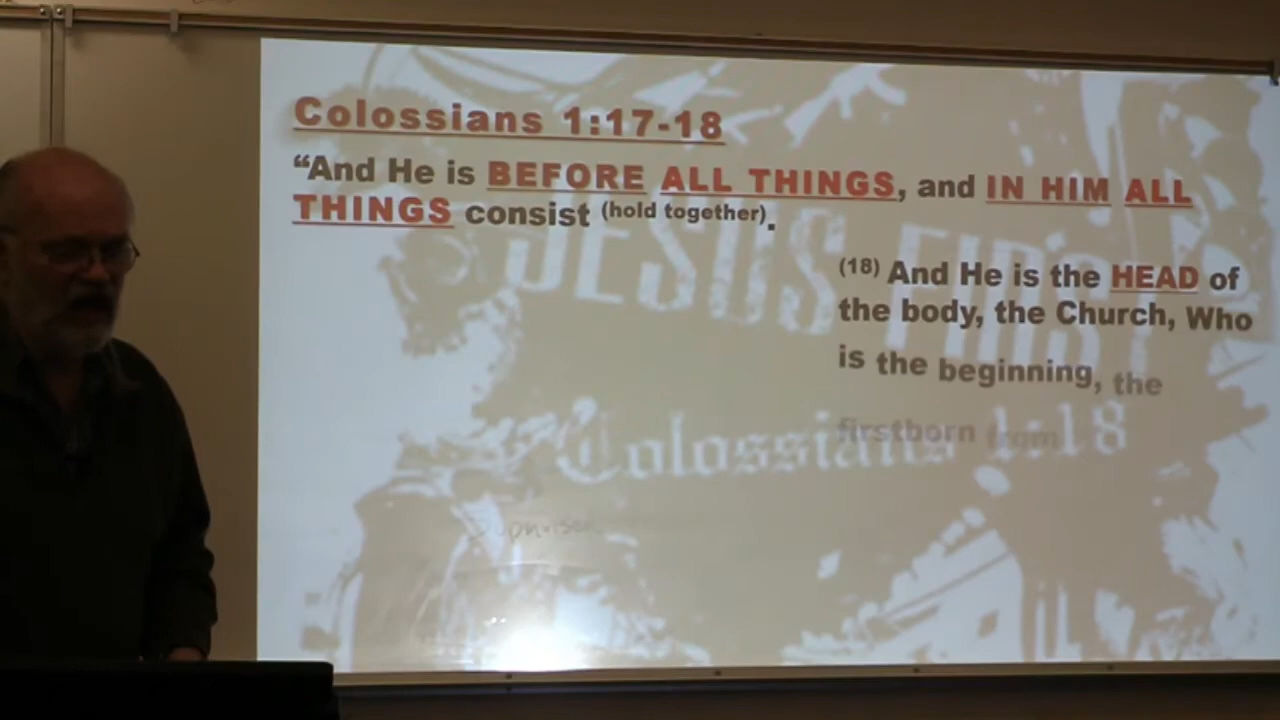 Colossians 1:17-18
“And He is BEFORE ALL THINGS, and IN HIM ALL
THINGS consist (hold together).
(18) And He is the HEAD of
the body, the Church, Who
is the beginning, the
firstborn from
JESUS FIRST
Colossians 1:18